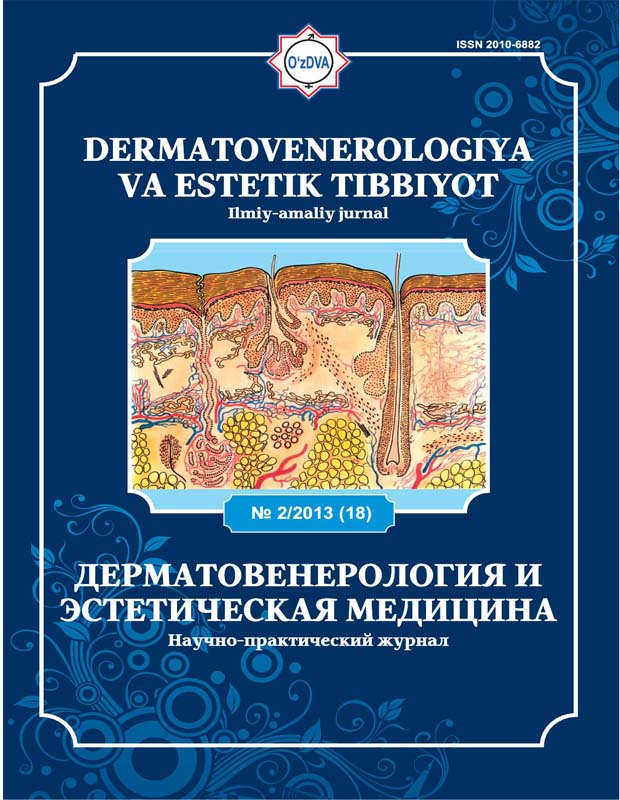 ISSN 2010-6882
O'zDVA
DERMATOVENEROLOGIYA
VA ESTETIK TIBBIYOT
Ilmiy-amaliy jurnal
№ 2/2013 (18)
ДЕРМАТОВЕНЕРОЛОГИЯ И
ЭСТЕТИЧЕСКАЯ МЕДИЦИНА
Научно-практический журнал